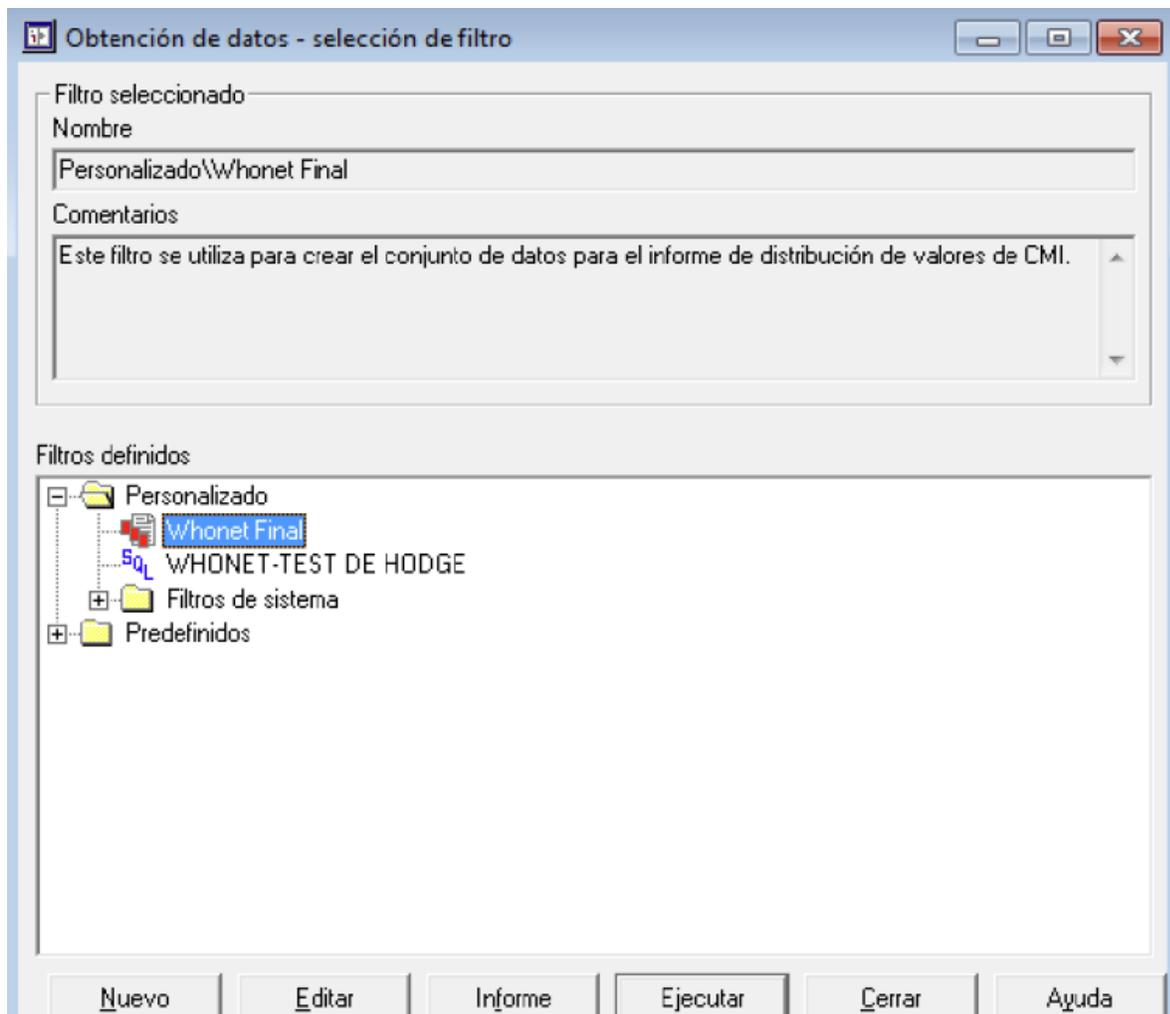 Obtención de datos - selección de filtro
Filtro seleccionado
Nombre
Personalizado\Whonet Final
Comentarios
Este filtro se utiliza para crear el conjunto de datos para el informe de distribución de valores de CMI.
Filtros definidos
Personalizado
Whonet Final
SQL WHONET-TEST DE HODGE
Filtros de sistema
Predefinidos
Nuevo Editar Informe Ejecutar Cerrar Ayuda